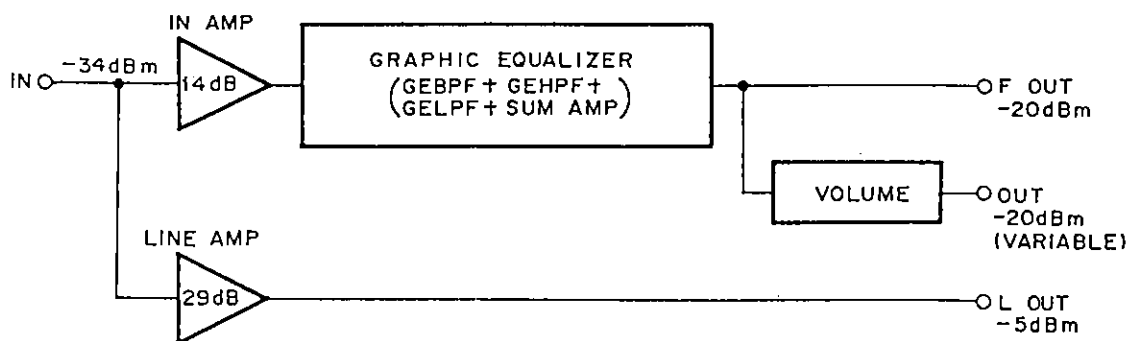 IN AMP
IN
-34dBm
14dB
GRAPHIC EQUALIZER
(GEBPF+ GEHPF+
(GELPF+ SUM AMP)
F OUT
-20dBm
VOLUME
OUT
-20dBm
(VARIABLE)
LINE AMP
29dB
L OUT
-5dBm